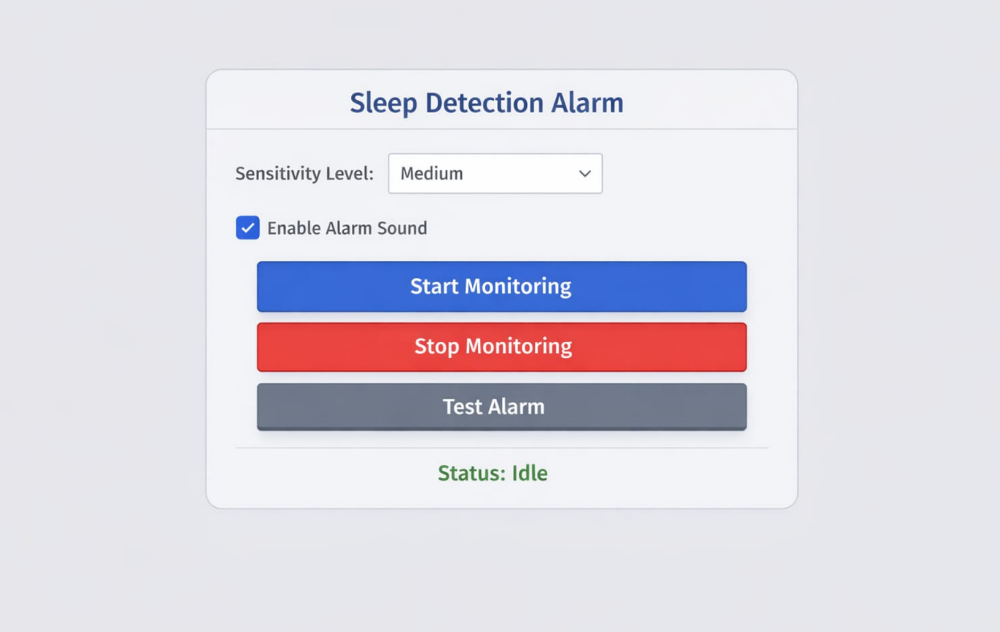 Sleep Detection Alarm
Sensitivity Level: Medium
Enable Alarm Sound
Start Monitoring
Stop Monitoring
Test Alarm
Status: Idle